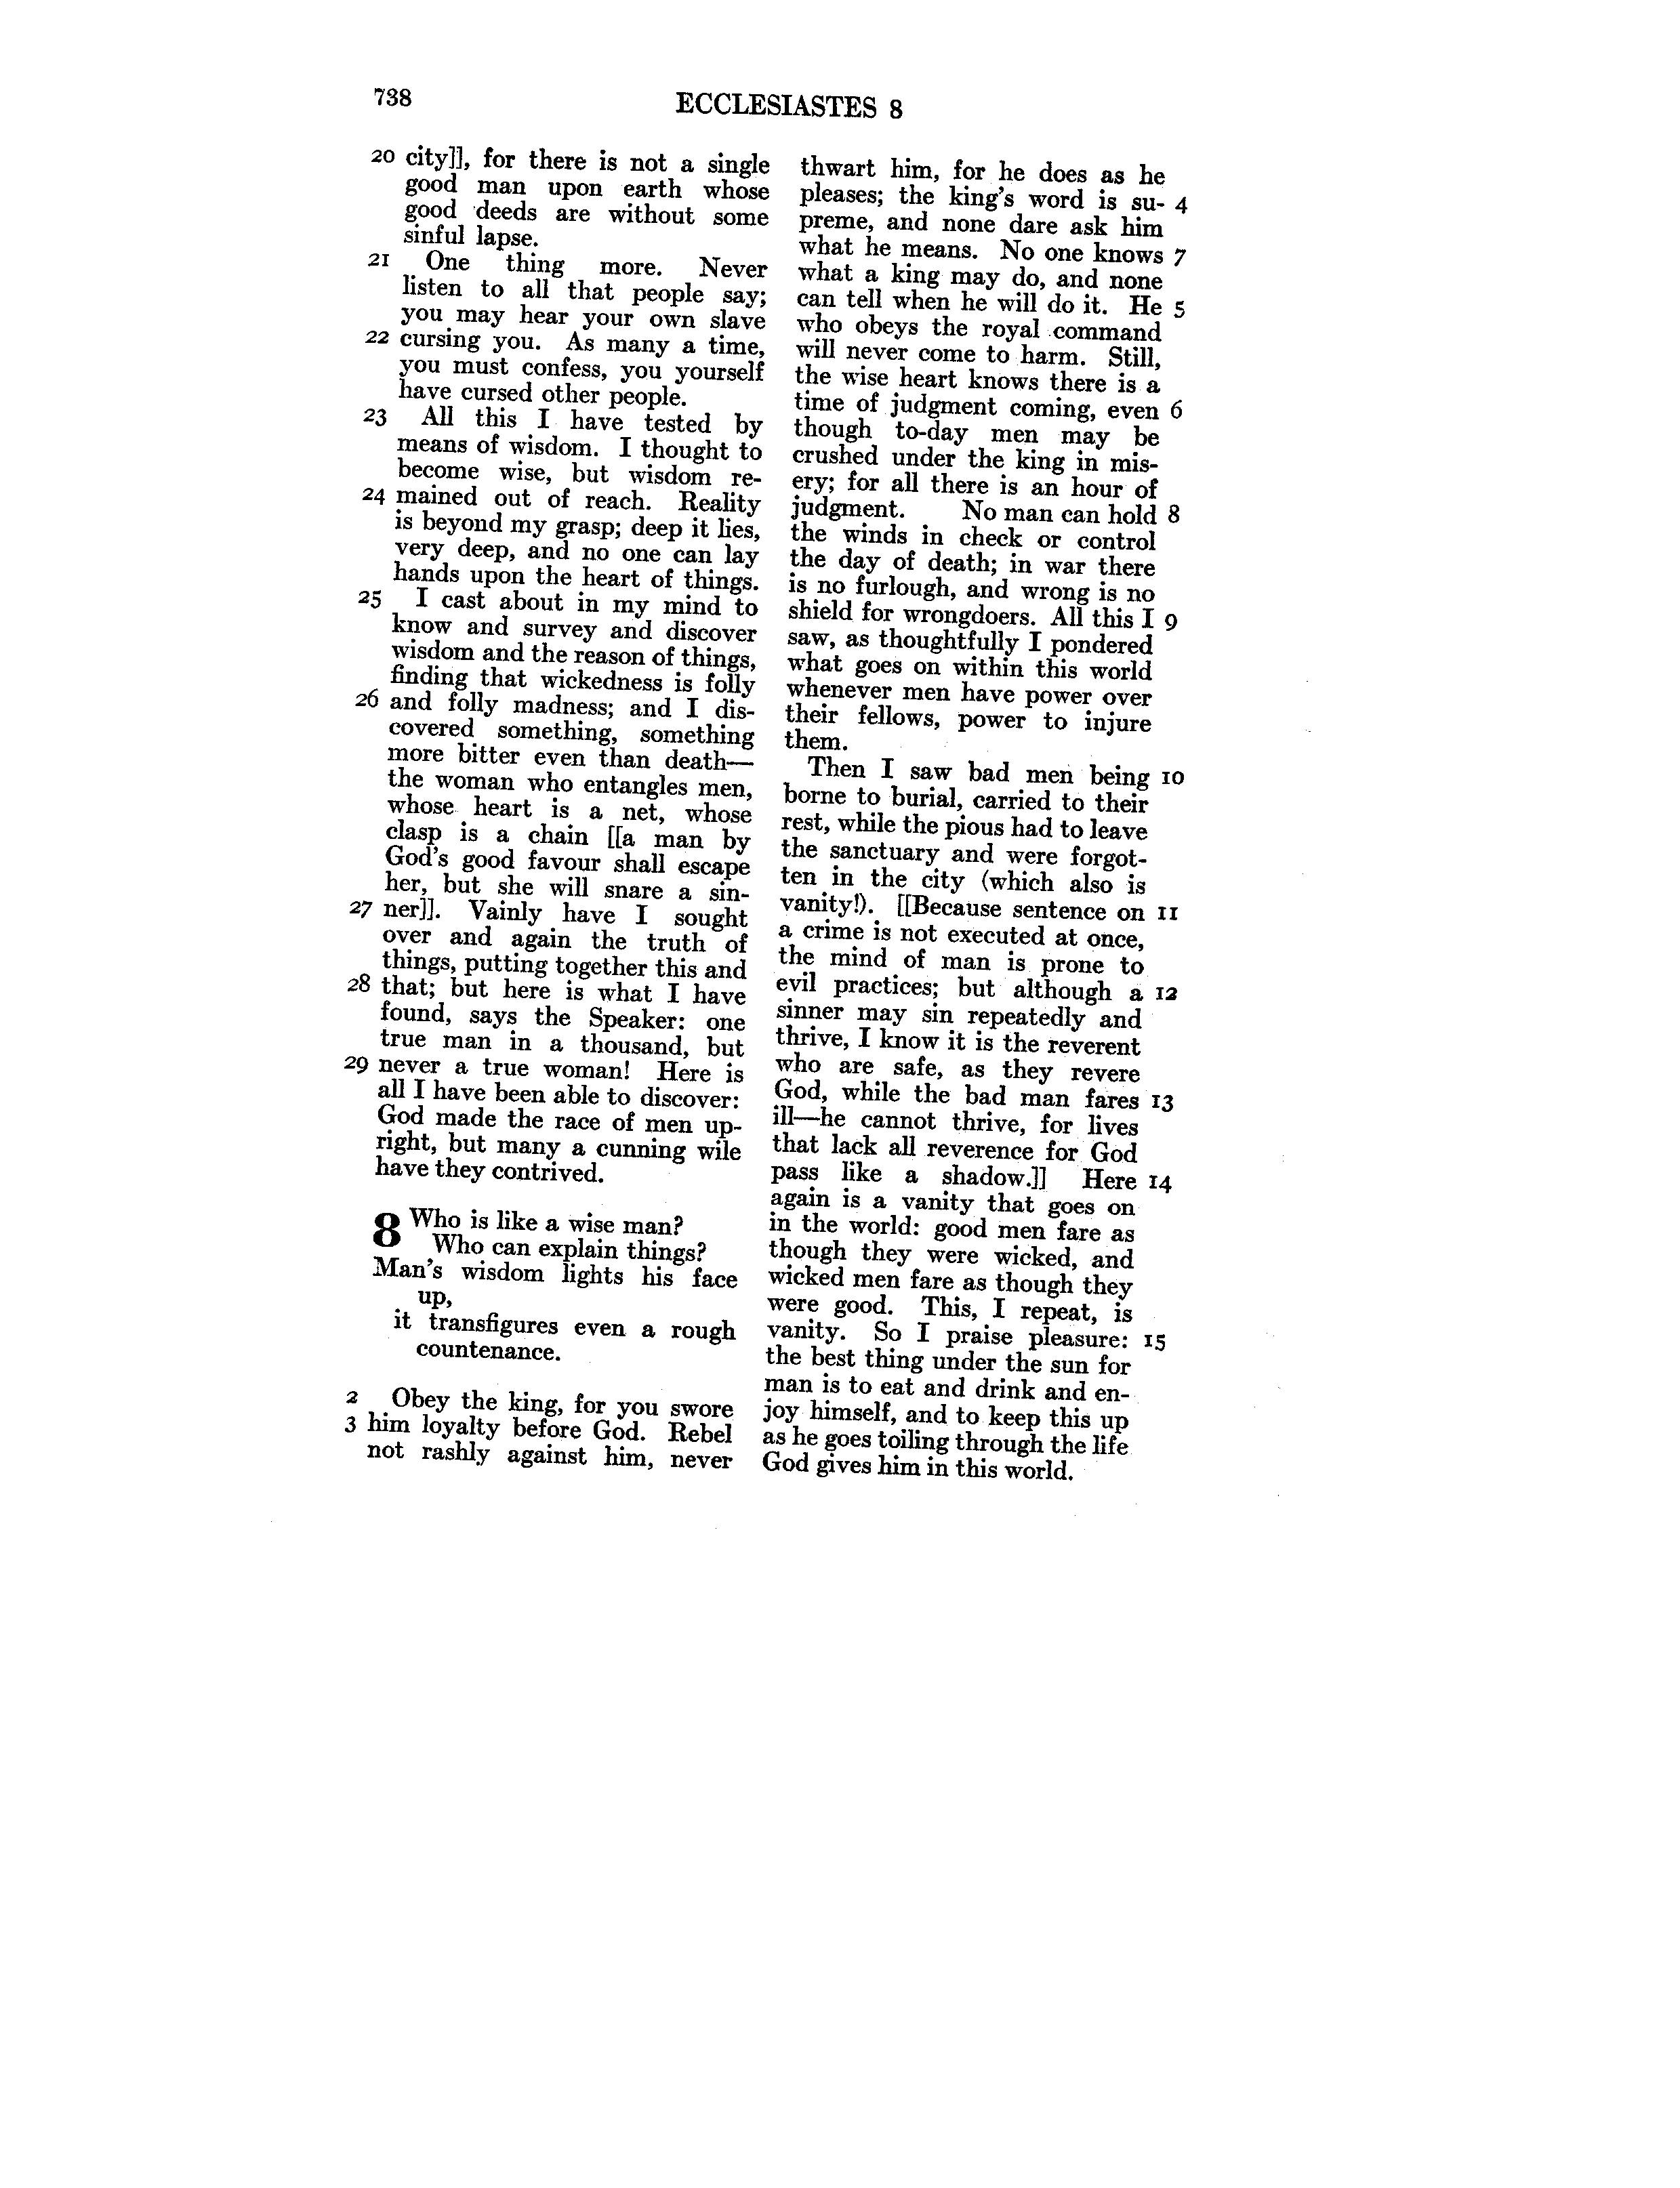 738
ECCLESIASTES 8
20 city]], for there is not a single
good man upon earth whose
good deeds are without some
sinful lapse.
21 One thing more. Never
listen to all that people say;
you may hear your own slave
22 cursing you. As many a time,
you must confess, you yourself
have cursed other people.
23 All this I have tested by
means of wisdom. I thought to
become wise, but wisdom re-
24 mained out of reach. Reality
is beyond my grasp; deep it lies,
very deep, and no one can lay
hands upon the heart of things.
25 I cast about in my mind to
know and survey and discover
wisdom and the reason of things,
finding that wickedness is folly
26 and folly madness; and I dis-
covered something, something
more bitter even than death—
the woman who entangles men,
whose heart is a net, whose
clasp is a chain [[a man by
God's good favour shall escape
her, but she will snare a sin-
27 ner]]. Vainly have I sought
over and again the truth of
things, putting together this and
28 that; but here is what I have
found, says the Speaker: one
true man in a thousand, but
29 never a true woman! Here is
all I have been able to discover:
God made the race of men up-
right, but many a cunning wile
have they contrived.
8 Who is like a wise man?
Who can explain things?
Man's wisdom lights his face
up,
it transfigures even a rough
countenance.
2 Obey the king, for you swore
3 him loyalty before God. Rebel
not rashly against him, never
thwart him, for he does as he
pleases; the king's word is su- 4
preme, and none dare ask him
what he means. No one knows 7
what a king may do, and none
can tell when he will do it. He 5
who obeys the royal command
will never come to harm. Still,
the wise heart knows there is a
time of judgment coming, even 6
though to-day men may be
crushed under the king in mis-
ery; for all there is an hour of
judgment. No man can hold 8
the winds in check or control
the day of death; in war there
is no furlough, and wrong is no
shield for wrongdoers. All this I 9
saw, as thoughtfully I pondered
what goes on within this world
whenever men have power over
their fellows, power to injure
them.
Then I saw bad men being 10
borne to burial, carried to their
rest, while the pious had to leave
the sanctuary and were forgot-
ten in the city (which also is
vanity!). [[Because sentence on 11
a crime is not executed at once,
the mind of man is prone to
evil practices; but although a 12
sinner may sin repeatedly and
thrive, I know it is the reverent
who are safe, as they revere
God, while the bad man fares 13
ill—he cannot thrive, for lives
that lack all reverence for God
pass like a shadow.]] Here 14
again is a vanity that goes on
in the world: good men fare as
though they were wicked, and
wicked men fare as though they
were good. This, I repeat, is
vanity. So I praise pleasure: 15
the best thing under the sun for
man is to eat and drink and en-
joy himself, and to keep this up
as he goes toiling through the life
God gives him in this world.